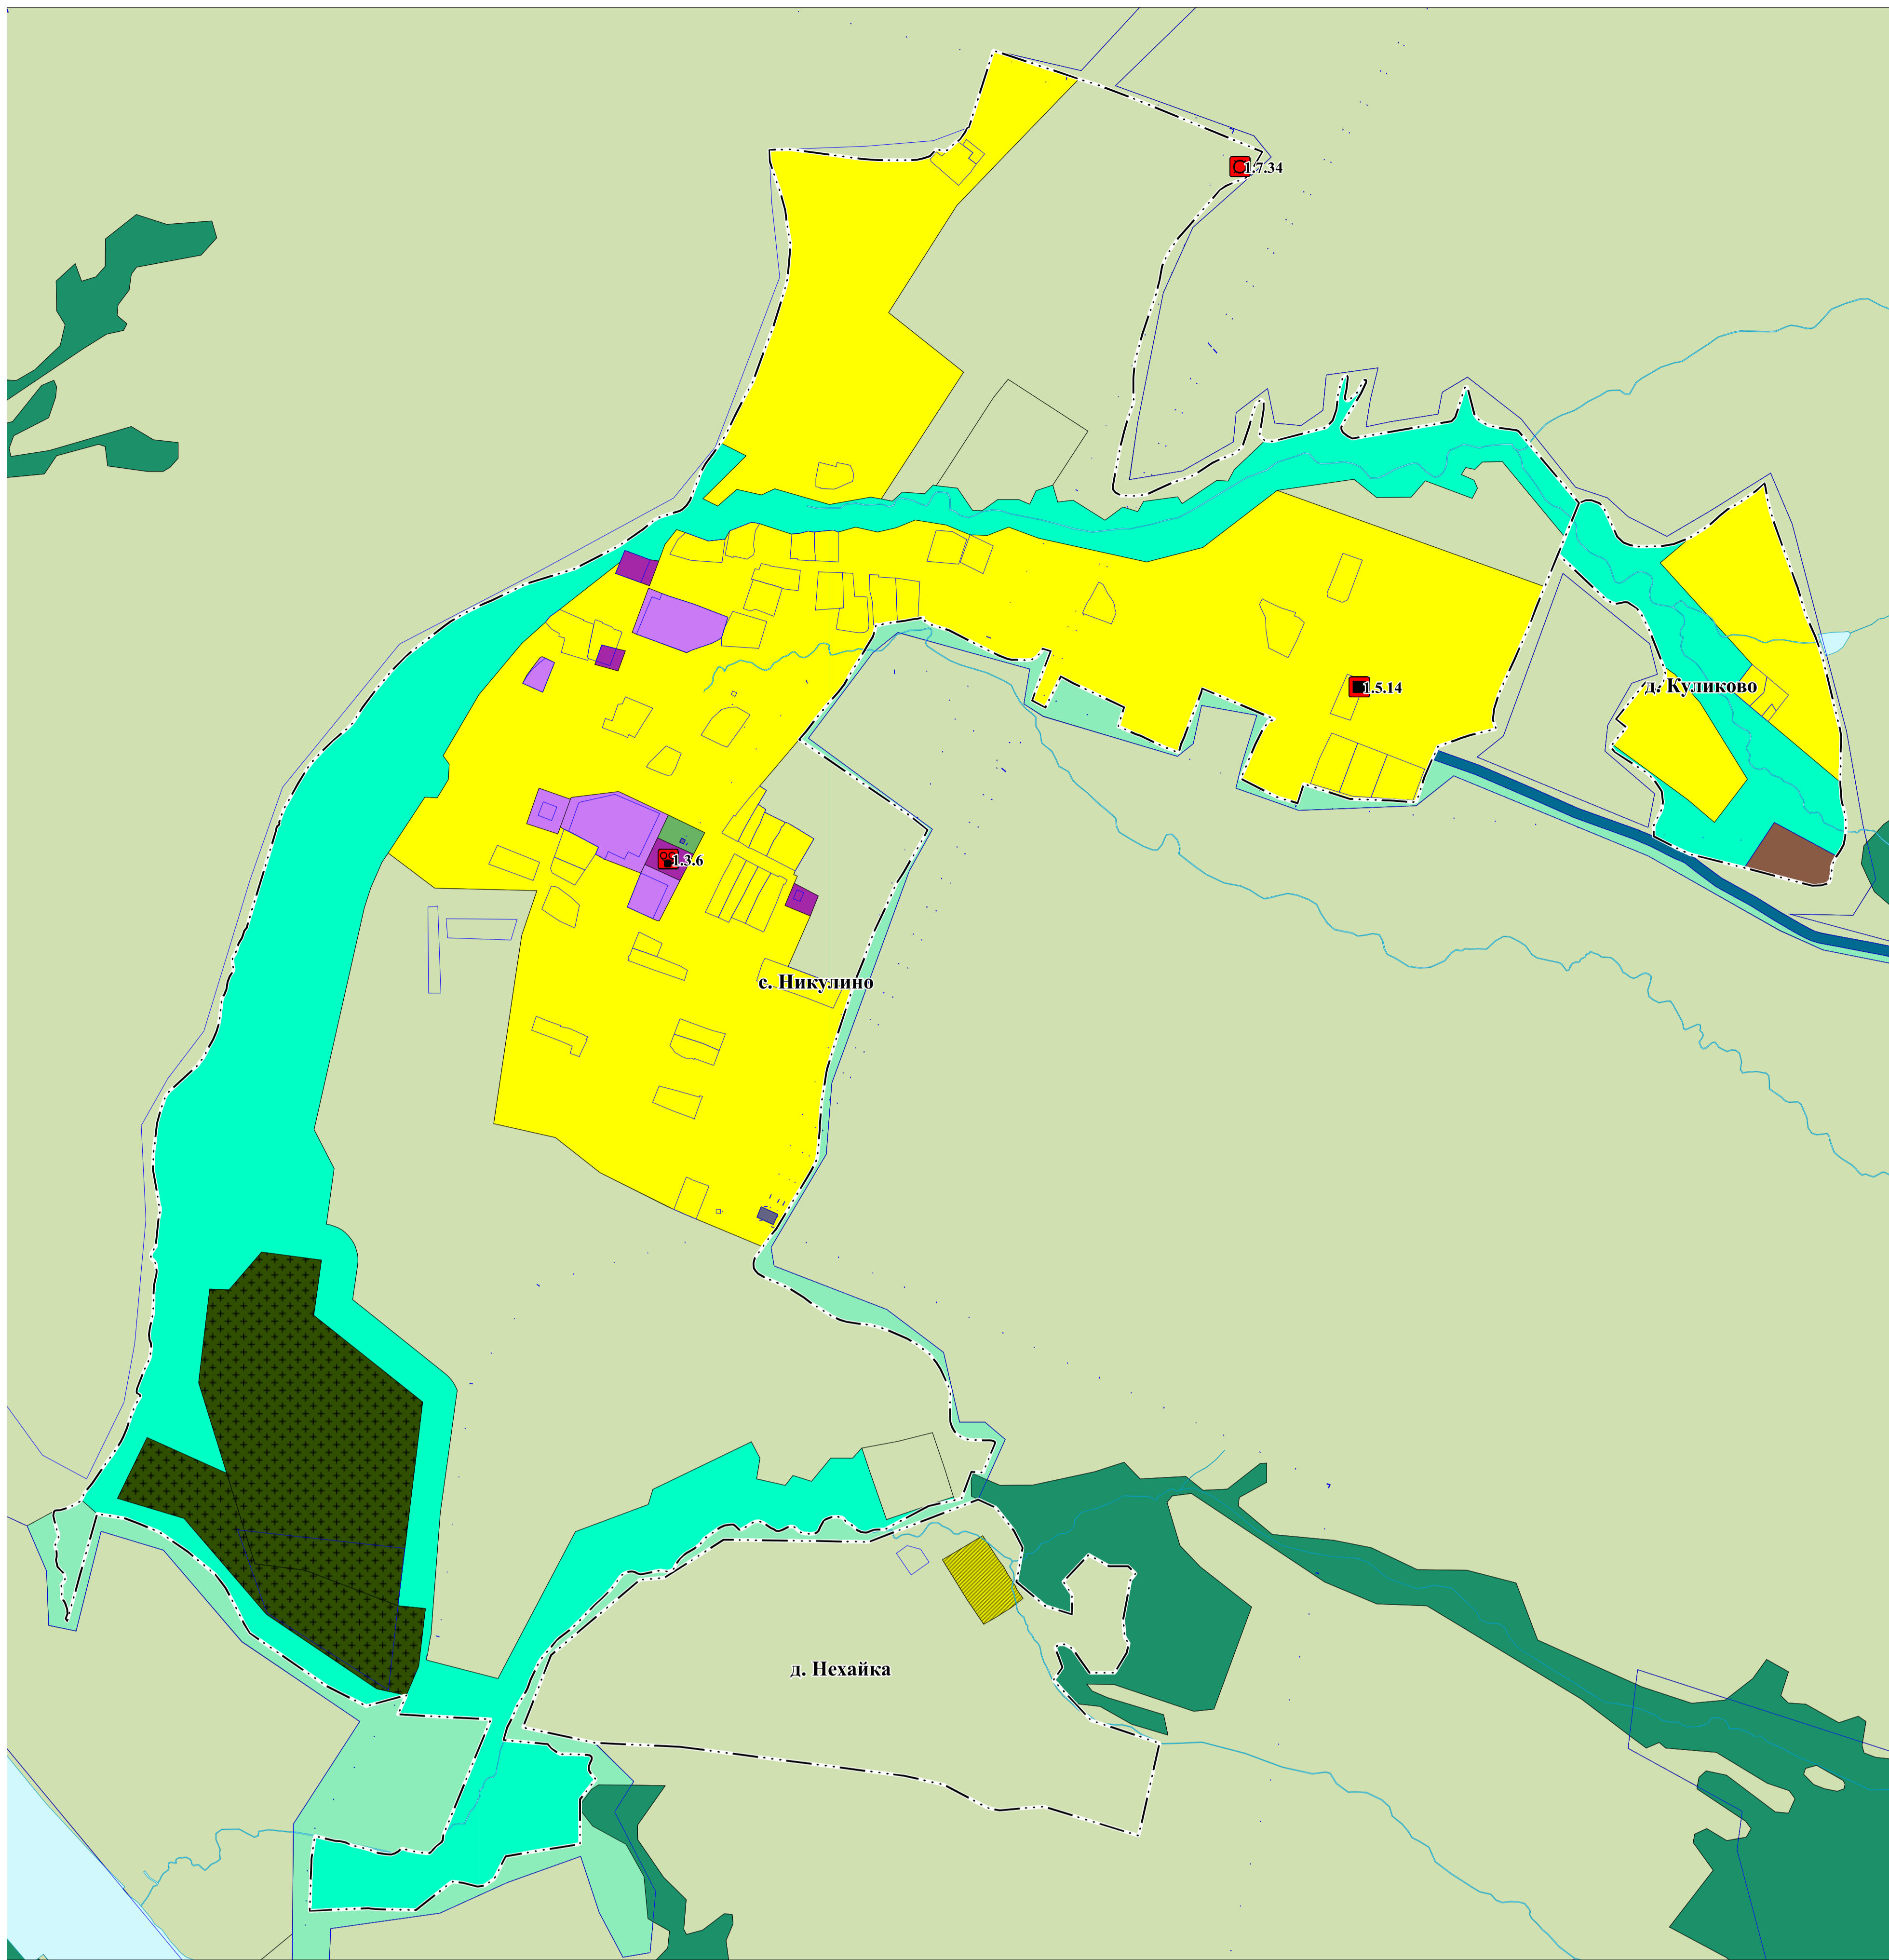 1.7.34
д. Куликово
1.5.14
1.3.6
с. Никулино
д. Нехайка